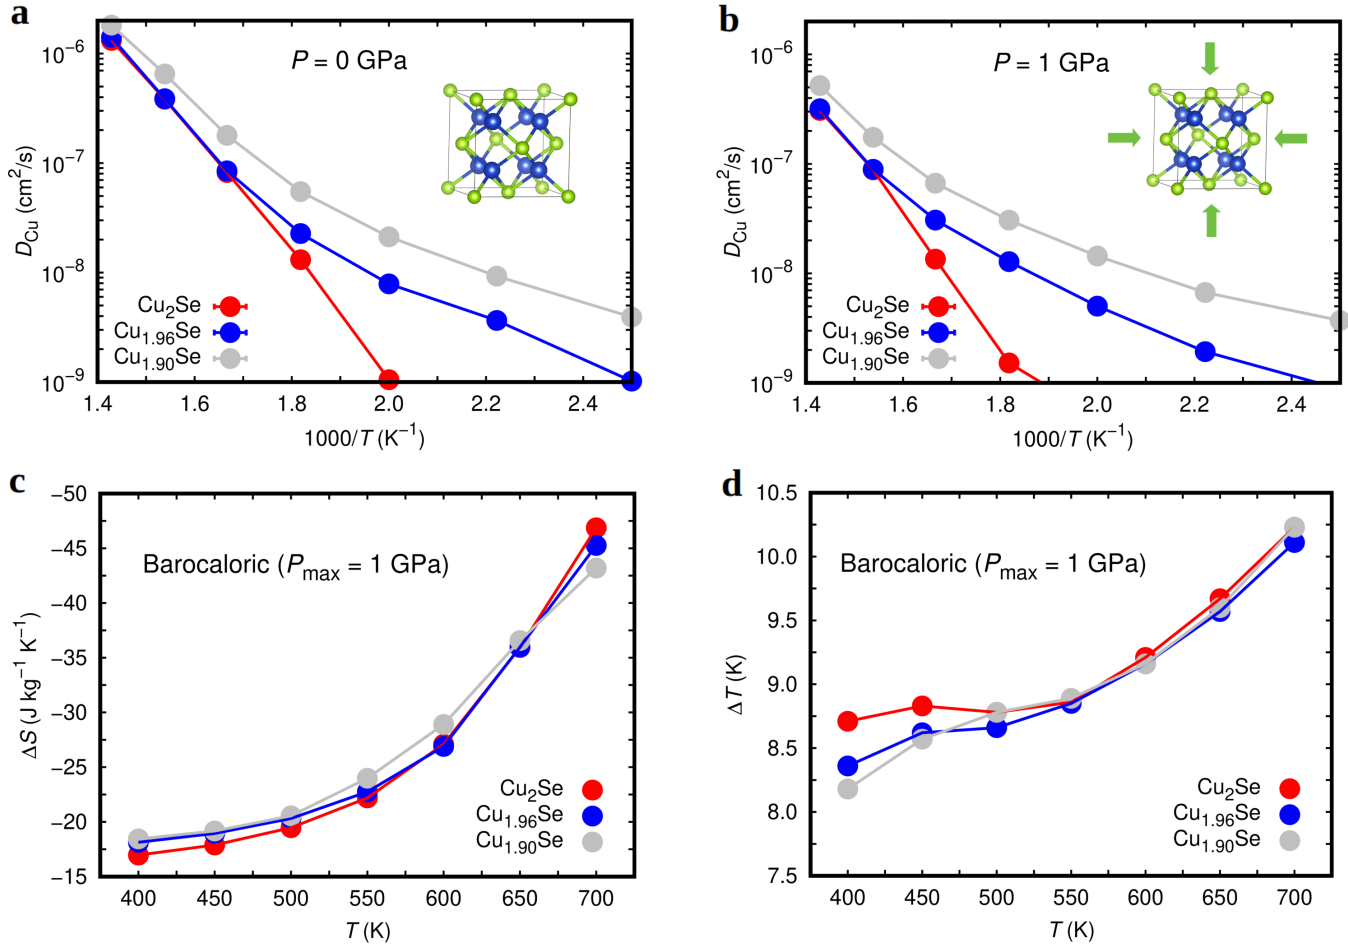 a
P = 0 GPa
10⁻⁶
10⁻⁷
10⁻⁸
10⁻⁹
D_Cu (cm²/s)
Cu₂Se
Cu₁.₉₆Se
Cu₁.₉₀Se
1.4 1.6 1.8 2.0 2.2 2.4
1000/T (K⁻¹)
b
P = 1 GPa
10⁻⁶
10⁻⁷
10⁻⁸
10⁻⁹
D_Cu (cm²/s)
Cu₂Se
Cu₁.₉₆Se
Cu₁.₉₀Se
1.4 1.6 1.8 2.0 2.2 2.4
1000/T (K⁻¹)
c
Barocaloric (P_max = 1 GPa)
−50
−45
−40
−35
−30
−25
−20
−15
ΔS (J kg⁻¹ K⁻¹)
Cu₂Se
Cu₁.₉₆Se
Cu₁.₉₀Se
400 450 500 550 600 650 700
T (K)
d
Barocaloric (P_max = 1 GPa)
10.5
10.0
9.5
9.0
8.5
8.0
7.5
ΔT (K)
Cu₂Se
Cu₁.₉₆Se
Cu₁.₉₀Se
400 450 500 550 600 650 700
T (K)